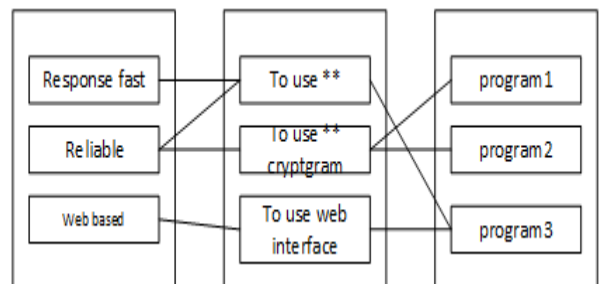 Response fast
Reliable
Web based
To use **
To use **
cryptgram
To use web
interface
program1
program2
program3